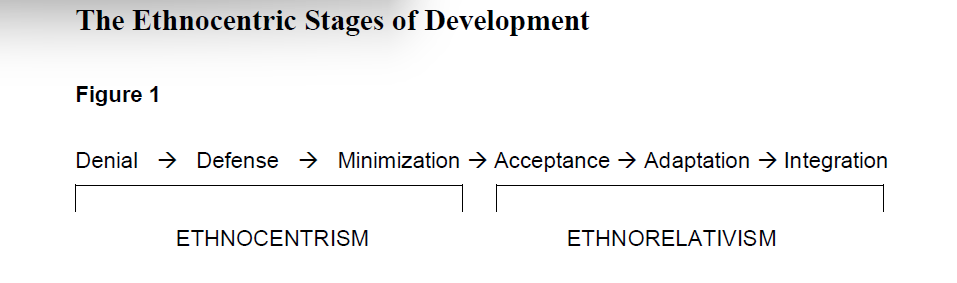 The Ethnocentric Stages of Development
Figure 1
Denial → Defense → Minimization → Acceptance → Adaptation → Integration
ETHNOCENTRISM ETHNORELATIVISM